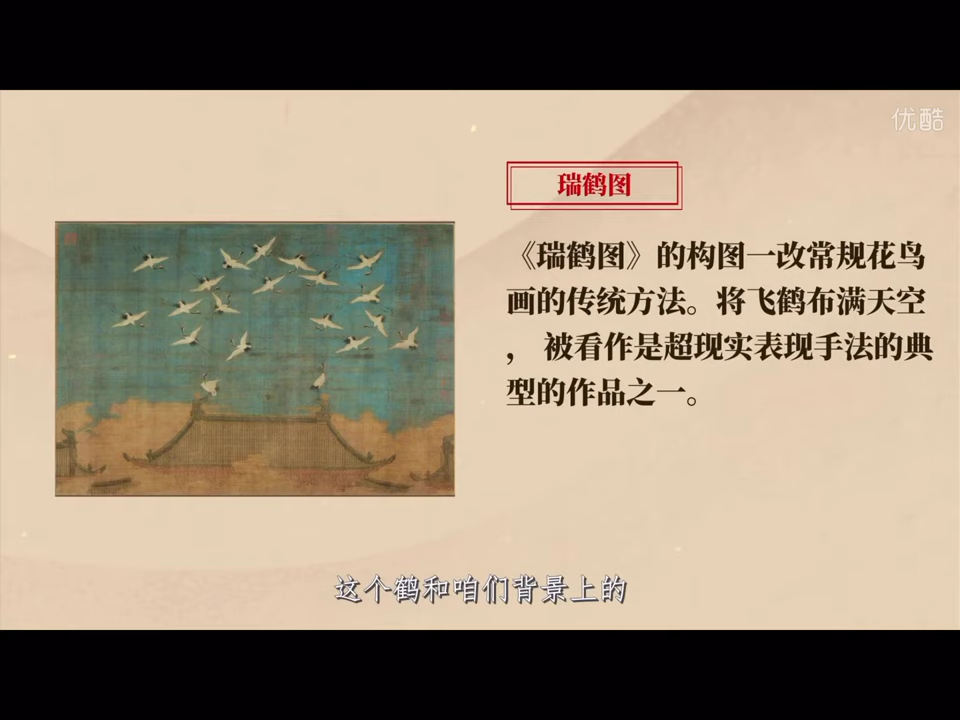 优酷
瑞鹤图
《瑞鹤图》的构图一改常规花鸟
画的传统方法。将飞鹤布满天空
， 被看作是超现实表现手法的典
型的作品之一。
这个鹤和咱们背景上的